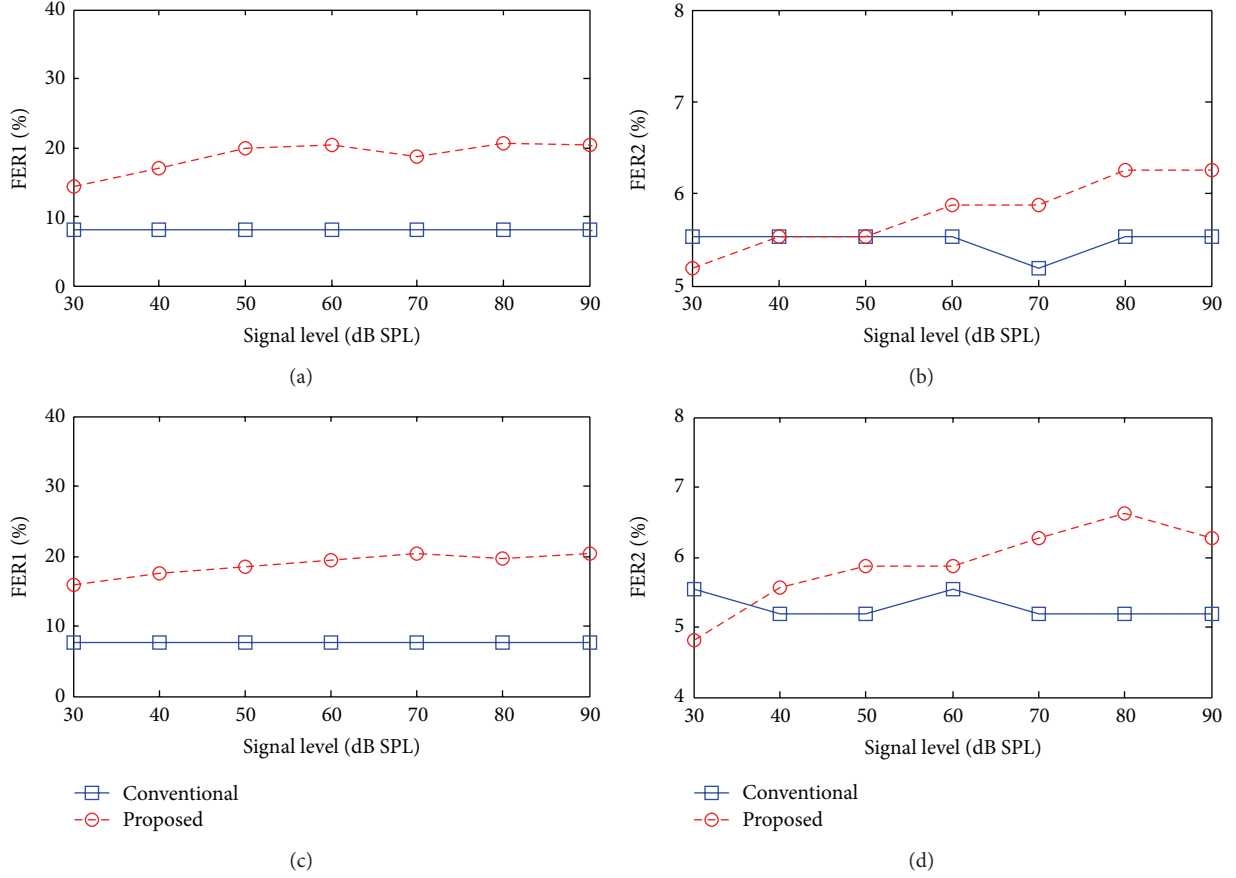 40
30
20
10
0
FER1 (%)
30 40 50 60 70 80 90
Signal level (dB SPL)
(a)
8
7
6
5
FER2 (%)
30 40 50 60 70 80 90
Signal level (dB SPL)
(b)
40
30
20
10
0
FER1 (%)
30 40 50 60 70 80 90
Signal level (dB SPL)
Conventional
Proposed
(c)
8
7
6
5
4
FER2 (%)
30 40 50 60 70 80 90
Signal level (dB SPL)
Conventional
Proposed
(d)